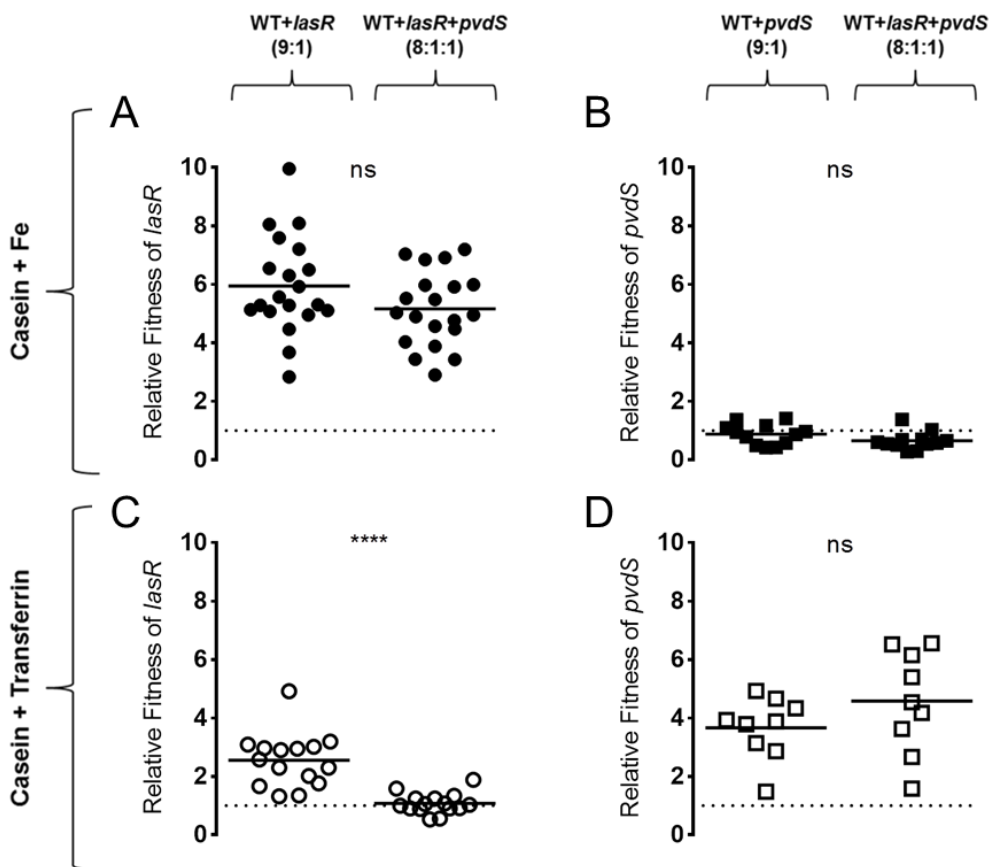 WT+lasR
(9:1)
WT+lasR+pvdS
(8:1:1)
WT+pvdS
(9:1)
WT+lasR+pvdS
(8:1:1)
Casein + Fe
A
Relative Fitness of lasR
ns
10
8
6
4
2
0
B
Relative Fitness of pvdS
ns
10
8
6
4
2
0
Casein + Transferrin
C
Relative Fitness of lasR
****
10
8
6
4
2
0
D
Relative Fitness of pvdS
ns
10
8
6
4
2
0